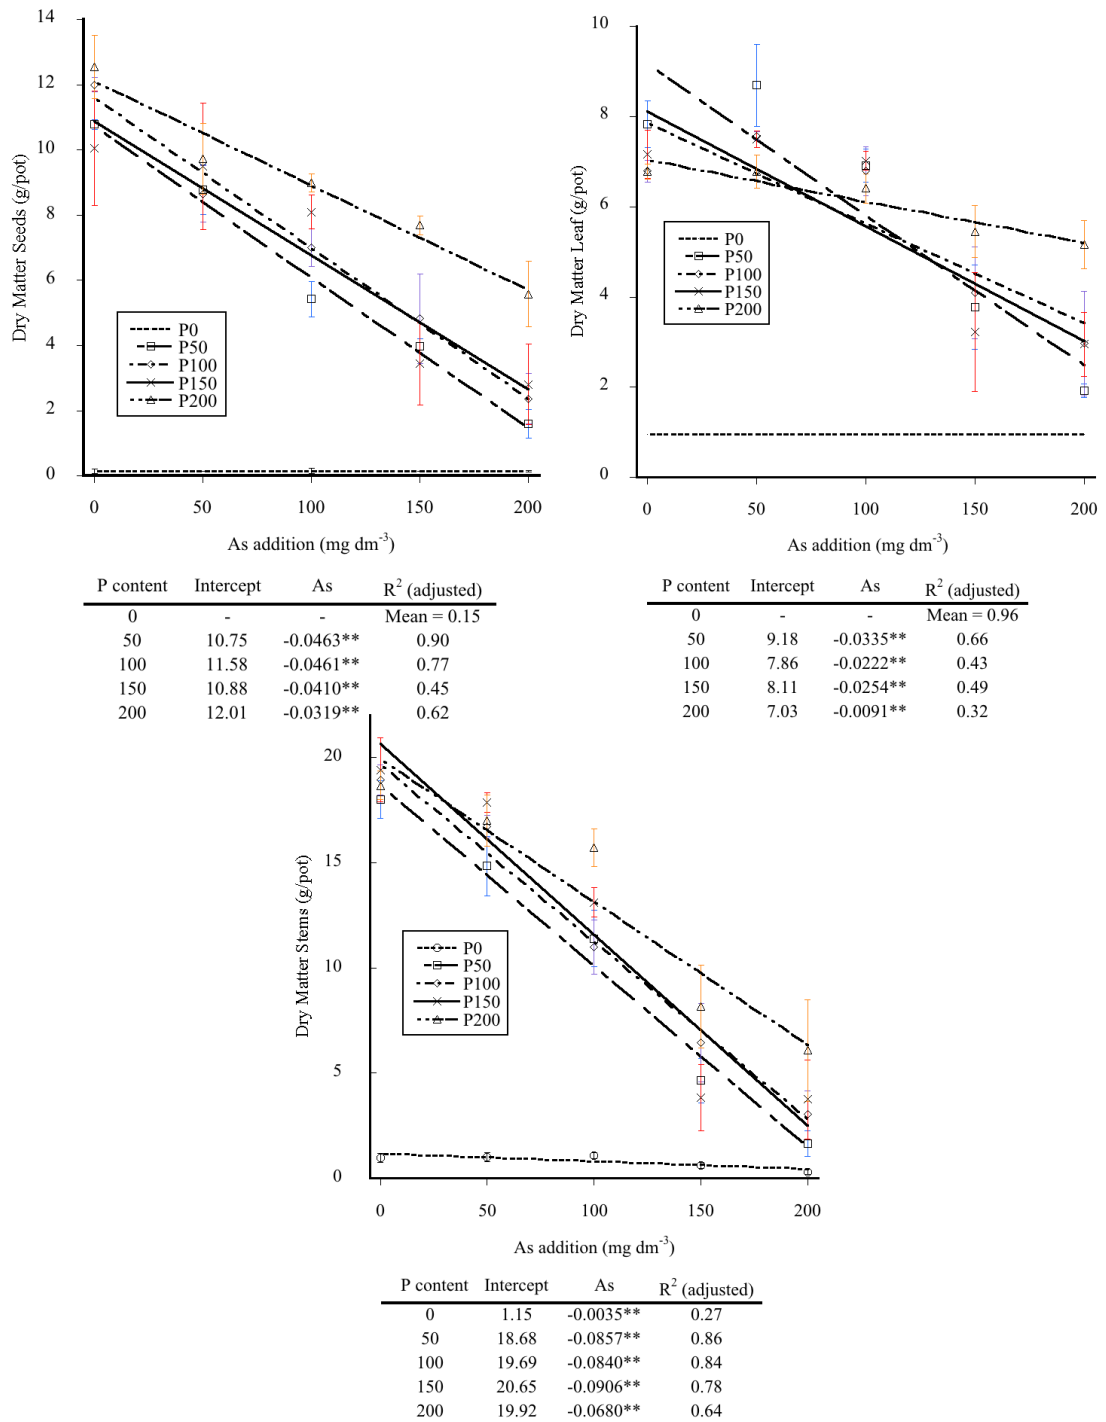 14
12
10
8
6
4
2
0
Dry Matter Seeds (g/pot)
P0
P50
P100
P150
P200
0 50 100 150 200
As addition (mg dm-3)
P content Intercept As R2 (adjusted)
0 - - Mean = 0.15
50 10.75 -0.0463** 0.90
100 11.58 -0.0461** 0.77
150 10.88 -0.0410** 0.45
200 12.01 -0.0319** 0.62
10
8
6
4
2
0
Dry Matter Leaf (g/pot)
P0
P50
P100
P150
P200
0 50 100 150 200
As addition (mg dm-3)
P content Intercept As R2 (adjusted)
0 - - Mean = 0.96
50 9.18 -0.0335** 0.66
100 7.86 -0.0222** 0.43
150 8.11 -0.0254** 0.49
200 7.03 -0.0091** 0.32
20
15
10
5
0
Dry Matter Stems (g/pot)
P0
P50
P100
P150
P200
0 50 100 150 200
As addition (mg dm-3)
P content Intercept As R2 (adjusted)
0 1.15 -0.0035** 0.27
50 18.68 -0.0857** 0.86
100 19.69 -0.0840** 0.84
150 20.65 -0.0906** 0.78
200 19.92 -0.0680** 0.64